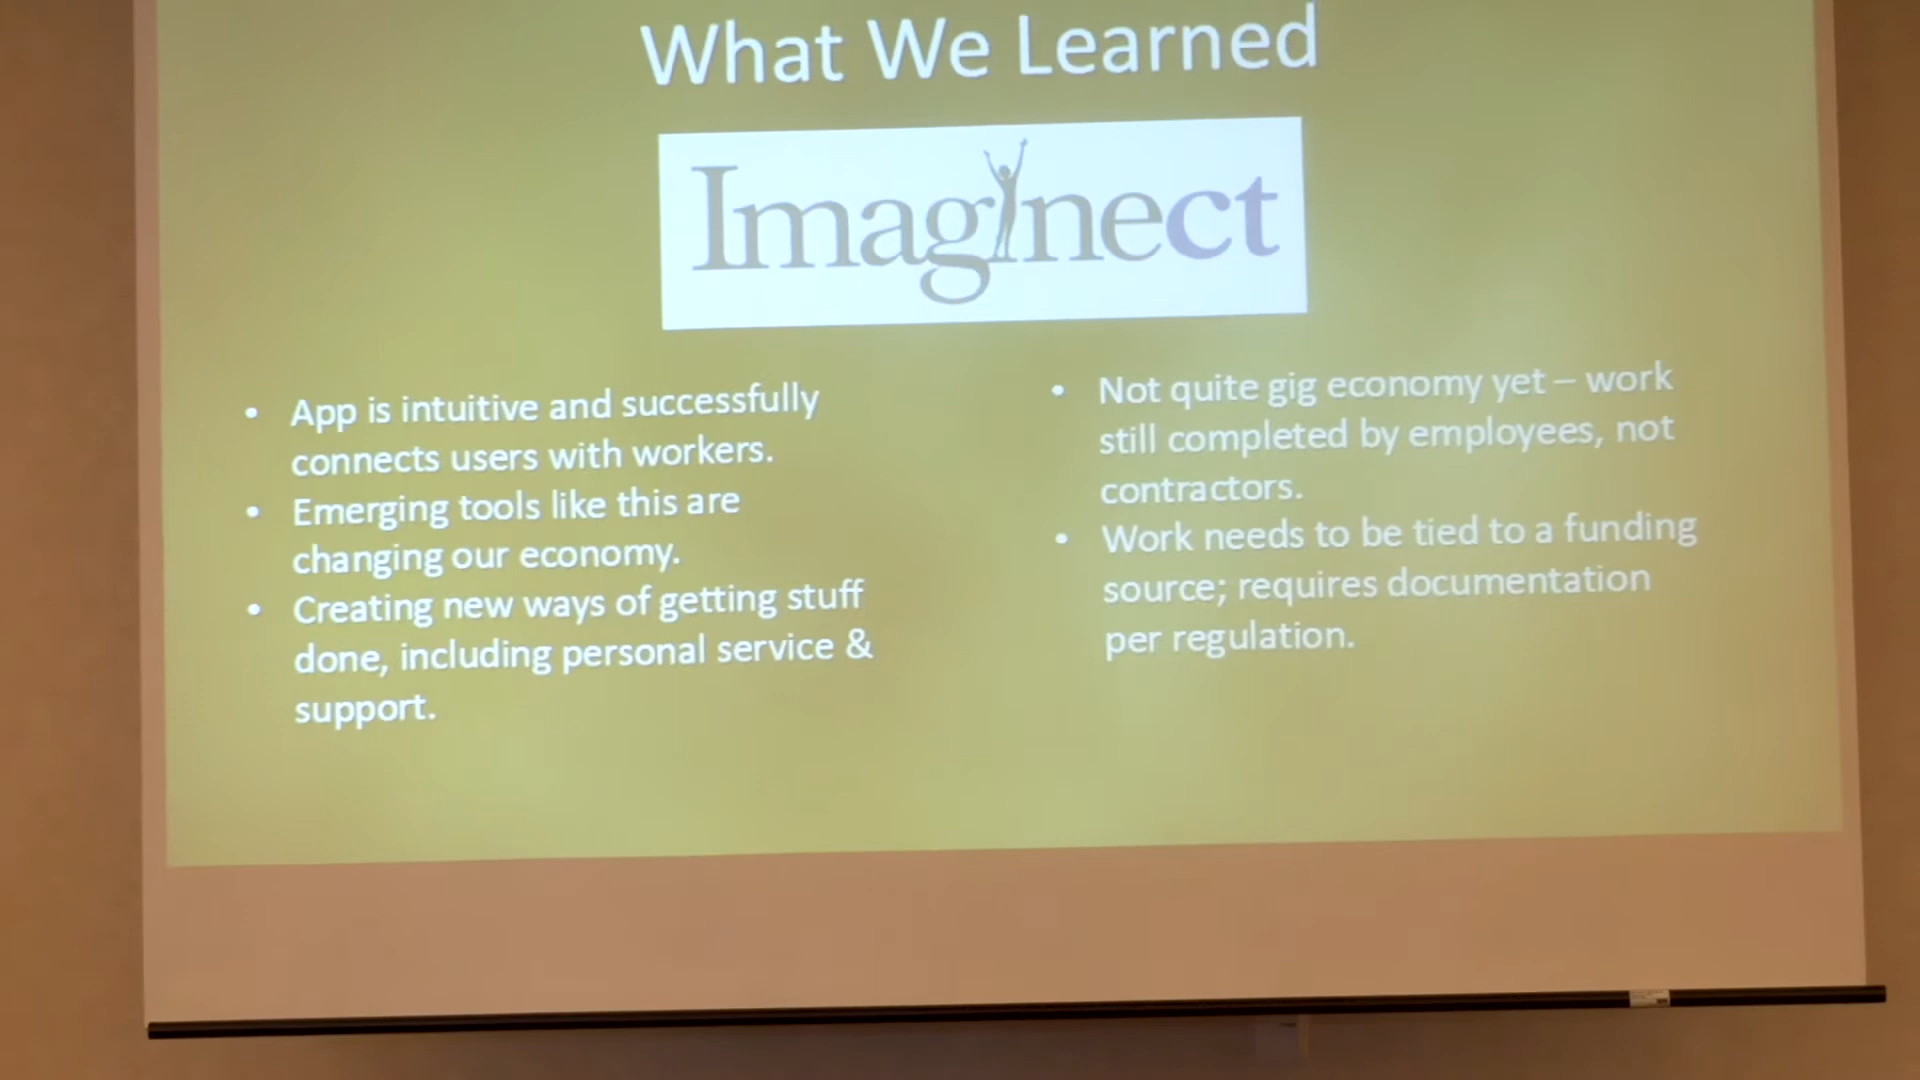 What We Learned
Imaginect
• App is intuitive and successfully
connects users with workers.
• Emerging tools like this are
changing our economy.
• Creating new ways of getting stuff
done, including personal service &
support.
• Not quite gig economy yet – work
still completed by employees, not
contractors.
• Work needs to be tied to a funding
source; requires documentation
per regulation.